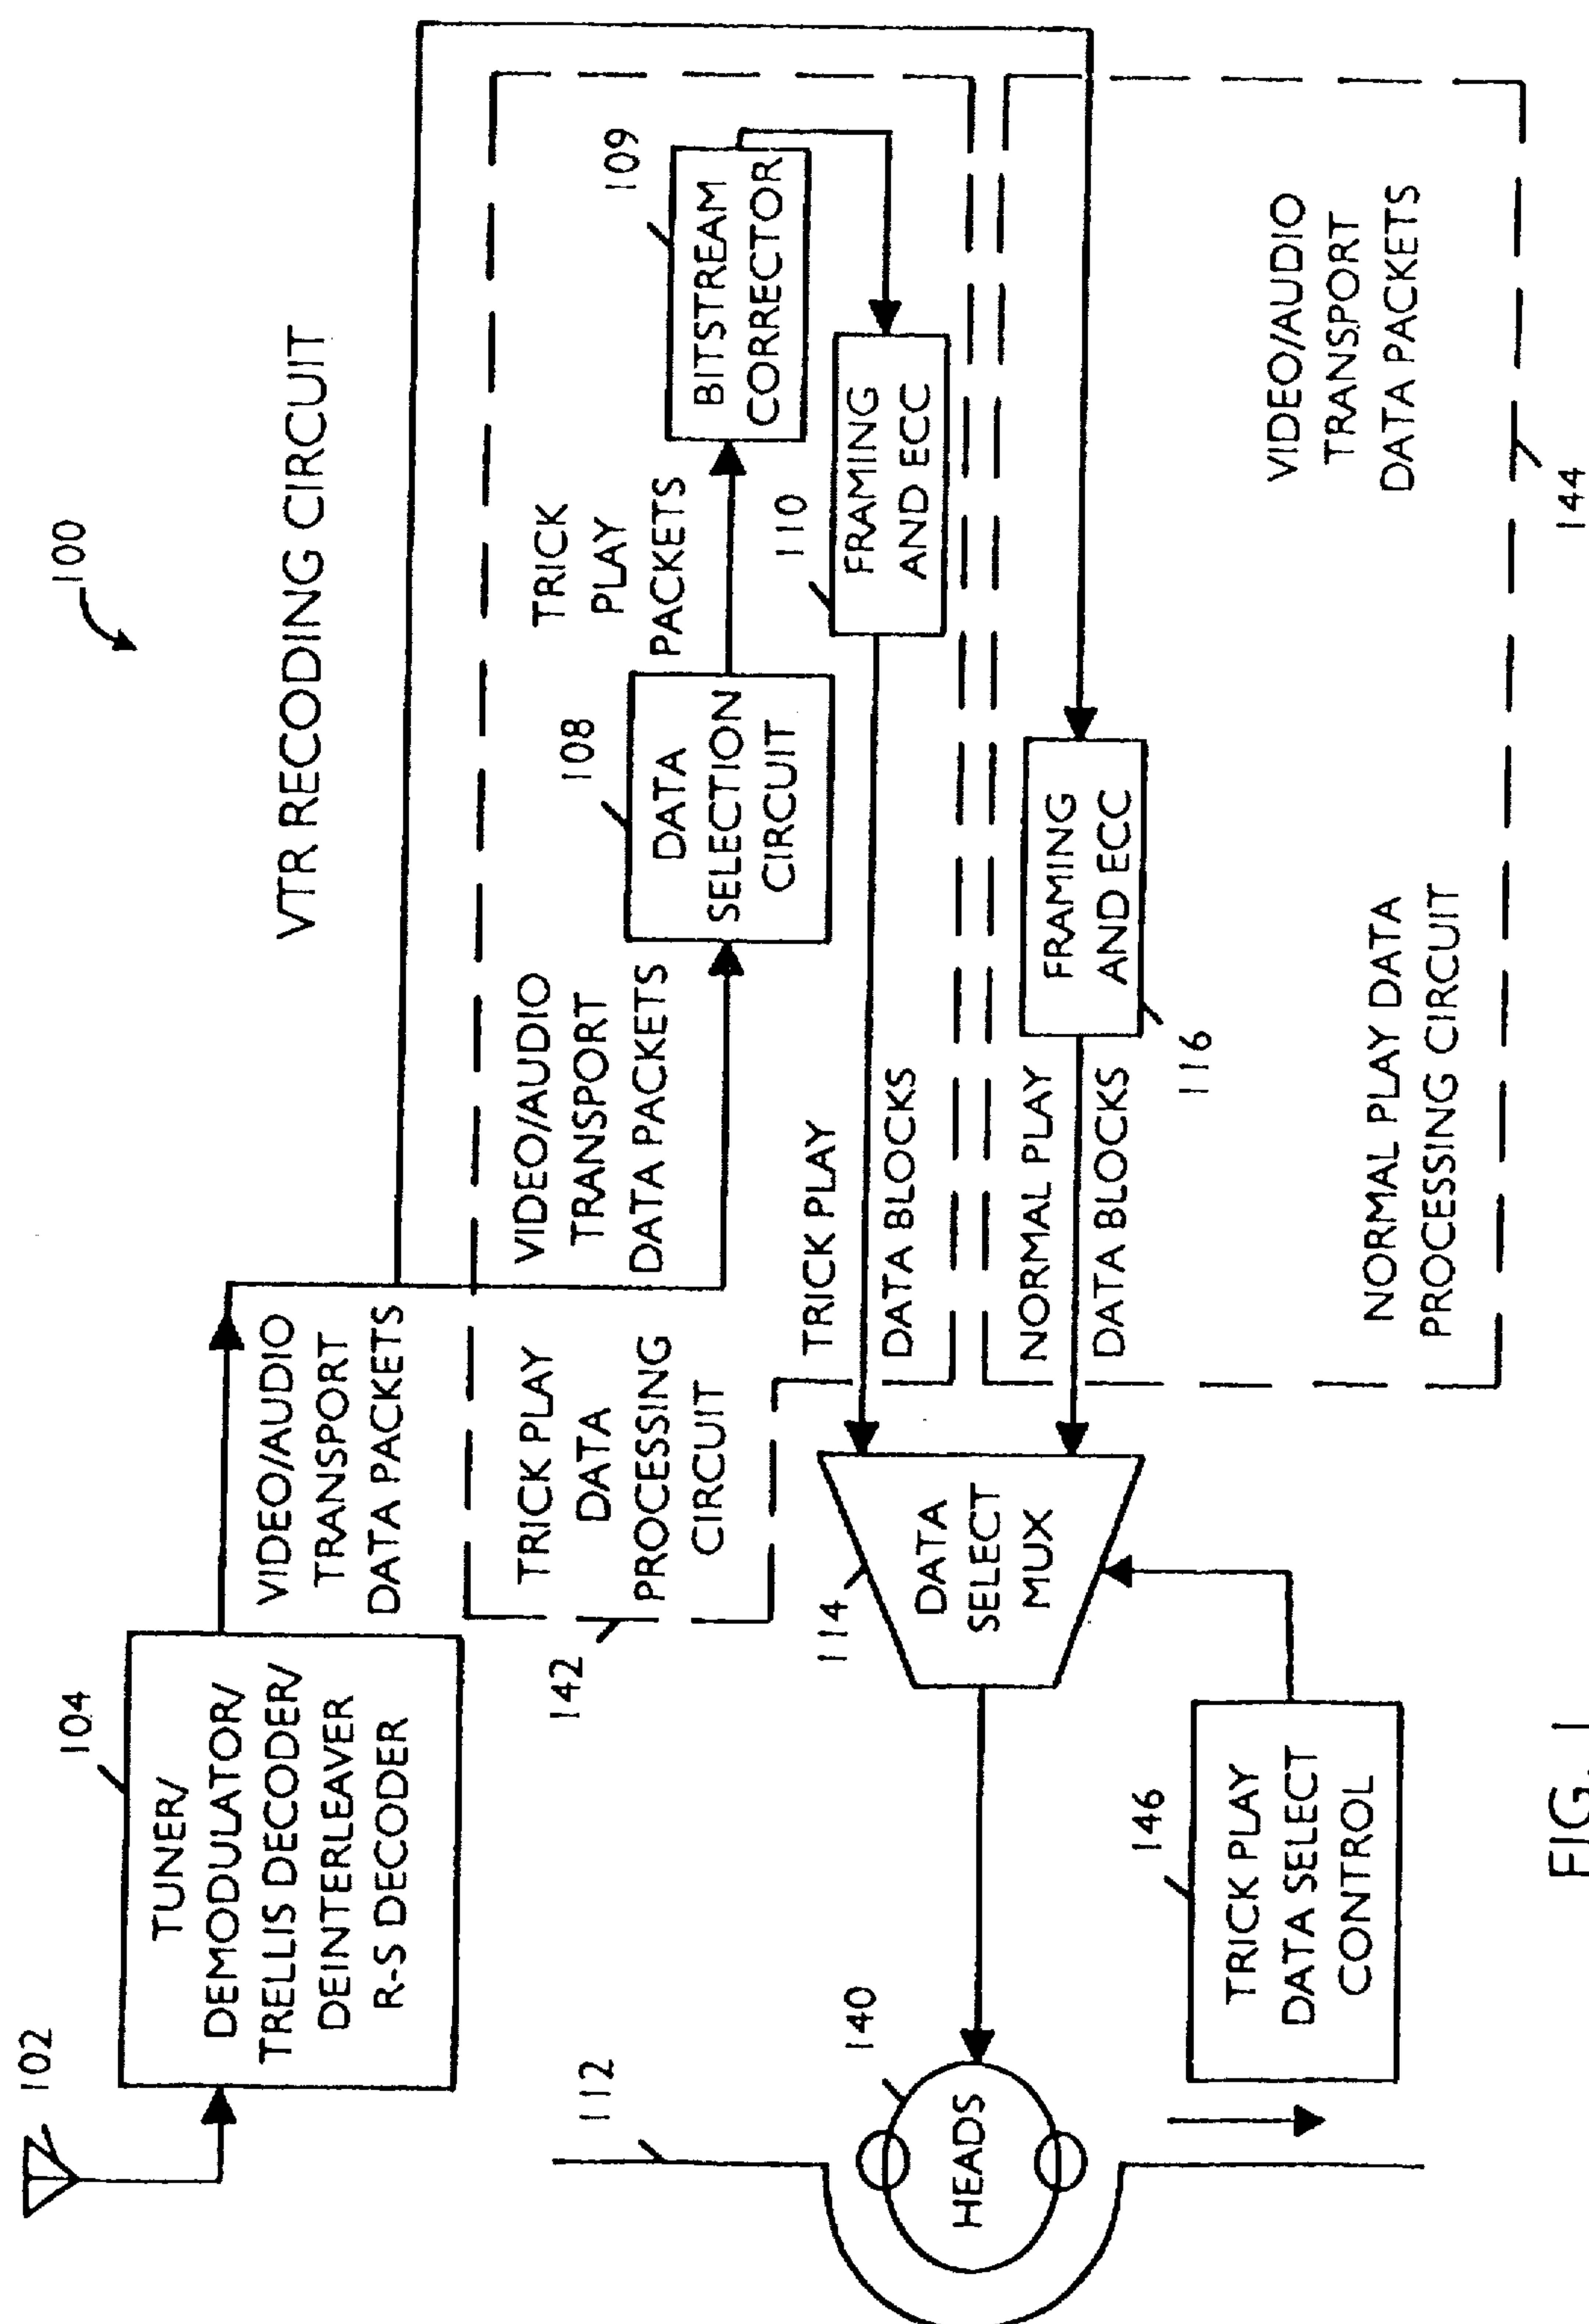 100
VTR RECODING CIRCUIT
102
104
TUNER/
DEMODULATOR/
TRELLIS DECODER/
DEINTERLEAVER
R-S DECODER
VIDEO/AUDIO
TRANSPORT
DATA PACKETS
142
TRICK PLAY
DATA
PROCESSING
CIRCUIT
VIDEO/AUDIO
TRANSPORT
DATA PACKETS
108
DATA
SELECTION
CIRCUIT
TRICK
PLAY
PACKETS
109
BITSTREAM
CORRECTOR
110
FRAMING
AND ECC
TRICK PLAY
DATA BLOCKS
112
140
HEADS
114
DATA
SELECT
MUX
NORMAL PLAY
DATA BLOCKS
FRAMING
AND ECC
116
VIDEO/AUDIO
TRANSPORT
DATA PACKETS
146
TRICK PLAY
DATA SELECT
CONTROL
NORMAL PLAY DATA
PROCESSING CIRCUIT
144
FIG. 1